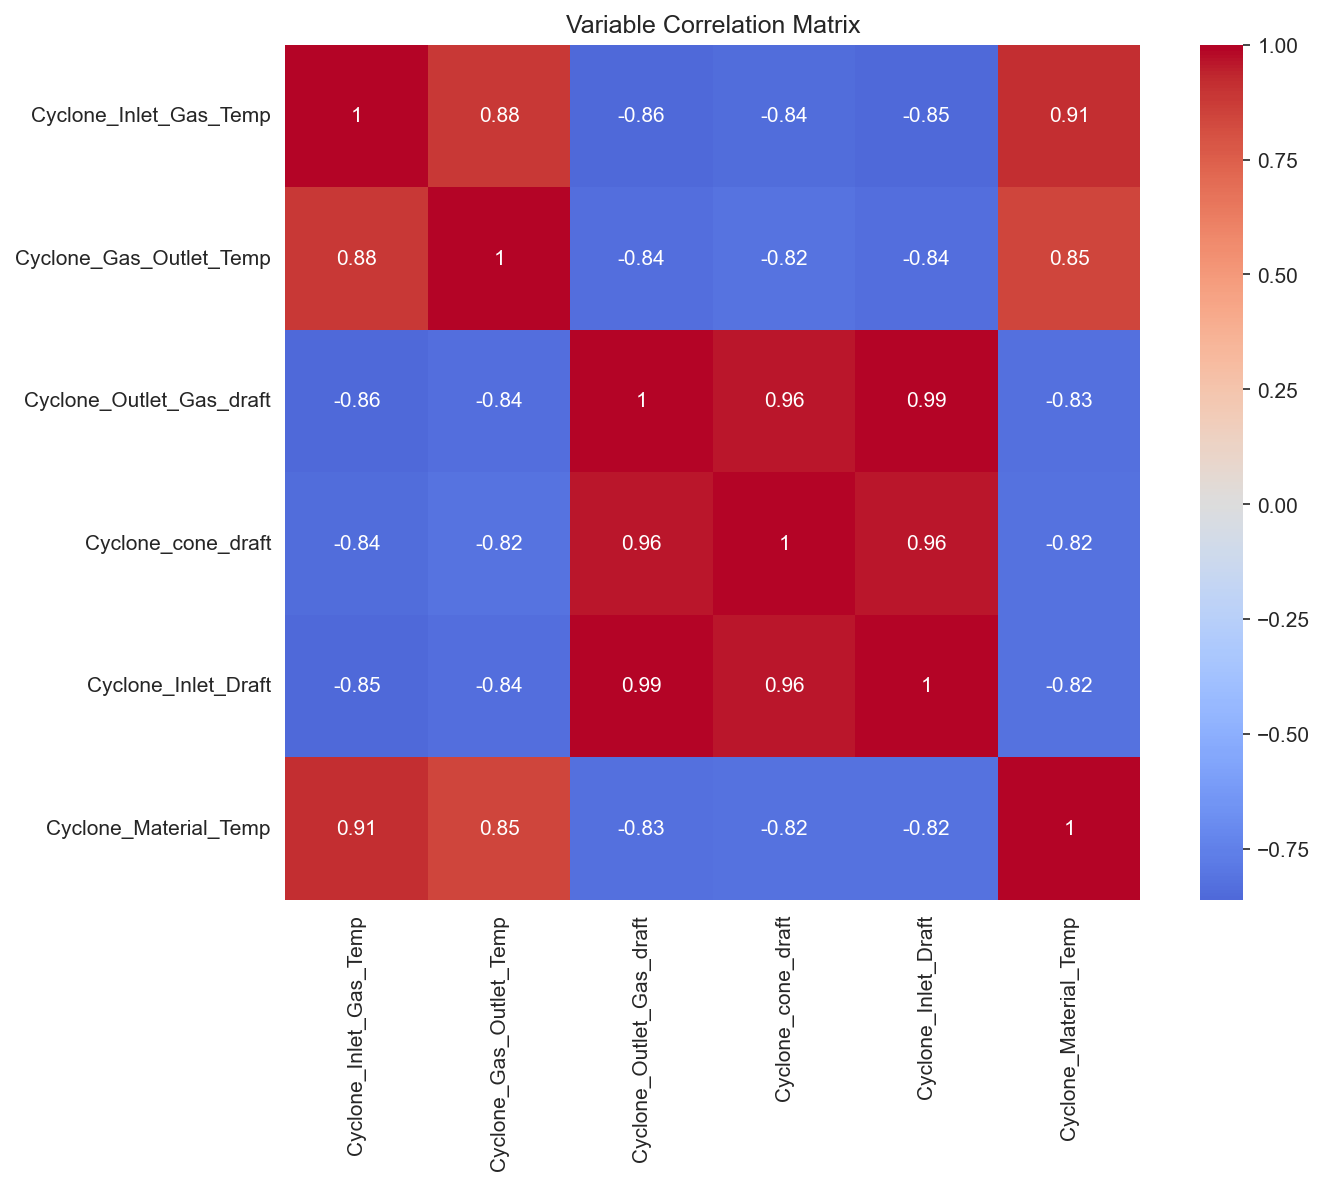 Variable Correlation Matrix
Cyclone_Inlet_Gas_Temp 1 0.88 -0.86 -0.84 -0.85 0.91
Cyclone_Gas_Outlet_Temp 0.88 1 -0.84 -0.82 -0.84 0.85
Cyclone_Outlet_Gas_draft -0.86 -0.84 1 0.96 0.99 -0.83
Cyclone_cone_draft -0.84 -0.82 0.96 1 0.96 -0.82
Cyclone_Inlet_Draft -0.85 -0.84 0.99 0.96 1 -0.82
Cyclone_Material_Temp 0.91 0.85 -0.83 -0.82 -0.82 1
Cyclone_Inlet_Gas_Temp
Cyclone_Gas_Outlet_Temp
Cyclone_Outlet_Gas_draft
Cyclone_cone_draft
Cyclone_Inlet_Draft
Cyclone_Material_Temp
1.00
0.75
0.50
0.25
0.00
−0.25
−0.50
−0.75